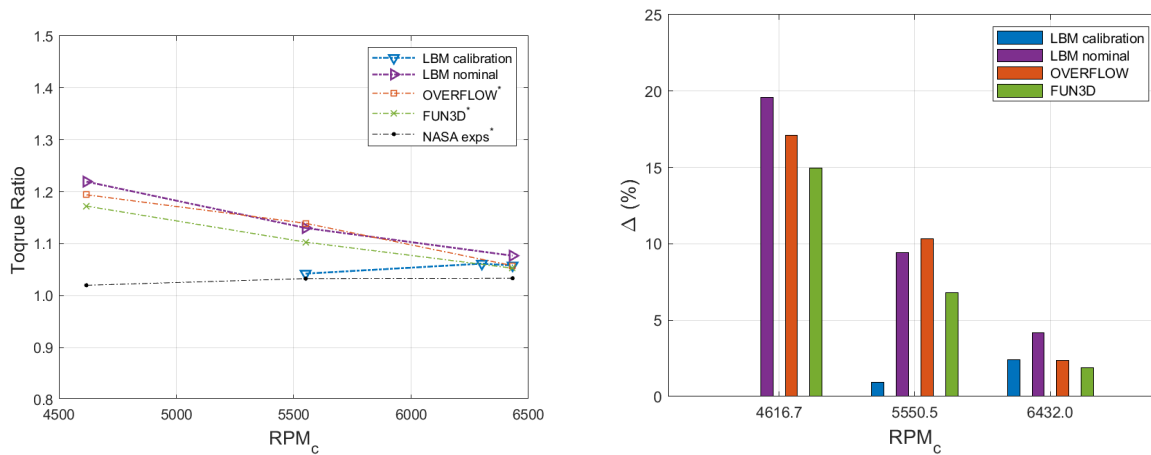 1.5
1.4
1.3
1.2
1.1
1.0
0.9
0.8
Toqrue Ratio
4500
5000
5500
6000
6500
RPMc
LBM calibration
LBM nominal
OVERFLOW*
FUN3D*
NASA exps*
25
20
15
10
5
0
Δ (%)
4616.7
5550.5
6432.0
RPMc
LBM calibration
LBM nominal
OVERFLOW
FUN3D